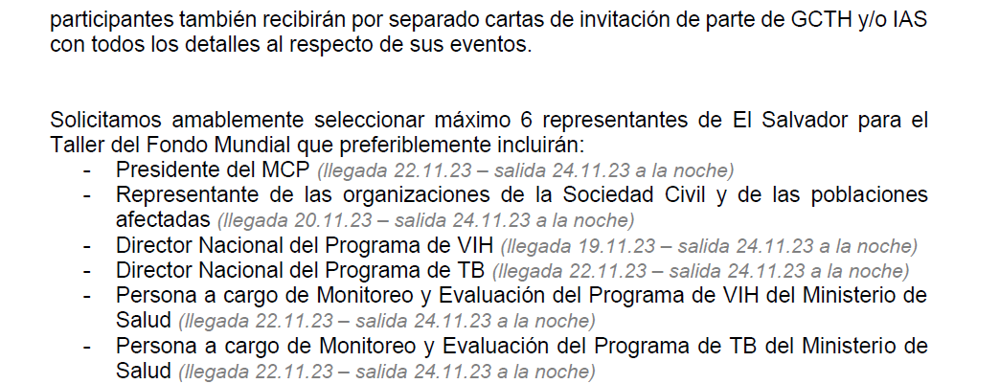 participantes también recibirán por separado cartas de invitación de parte de GCTH y/o IAS
con todos los detalles al respecto de sus eventos.
Solicitamos amablemente seleccionar máximo 6 representantes de El Salvador para el
Taller del Fondo Mundial que preferiblemente incluirán:
- Presidente del MCP (llegada 22.11.23 – salida 24.11.23 a la noche)
- Representante de las organizaciones de la Sociedad Civil y de las poblaciones
afectadas (llegada 20.11.23 – salida 24.11.23 a la noche)
- Director Nacional del Programa de VIH (llegada 19.11.23 – salida 24.11.23 a la noche)
- Director Nacional del Programa de TB (llegada 22.11.23 – salida 24.11.23 a la noche)
- Persona a cargo de Monitoreo y Evaluación del Programa de VIH del Ministerio de
Salud (llegada 22.11.23 – salida 24.11.23 a la noche)
- Persona a cargo de Monitoreo y Evaluación del Programa de TB del Ministerio de
Salud (llegada 22.11.23 – salida 24.11.23 a la noche)